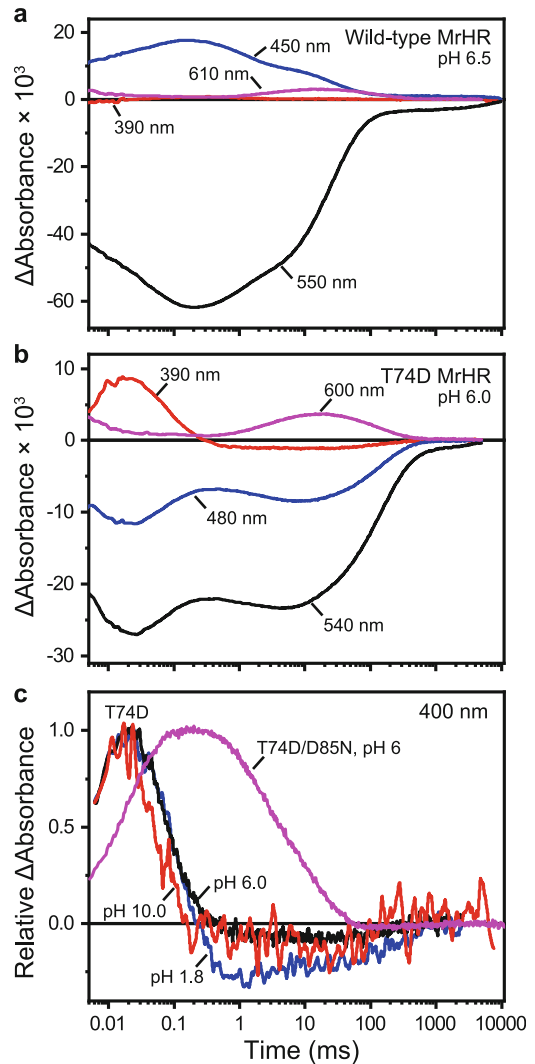 a
Wild-type MrHR
pH 6.5
450 nm
610 nm
390 nm
550 nm
20
0
-20
-40
-60
ΔAbsorbance × 10³
b
T74D MrHR
pH 6.0
390 nm
600 nm
480 nm
540 nm
10
0
-10
-20
-30
ΔAbsorbance × 10³
c
T74D
400 nm
T74D/D85N, pH 6
pH 6.0
pH 10.0
pH 1.8
1.0
0.5
0.0
Relative ΔAbsorbance
0.01 0.1 1 10 100 1000 10000
Time (ms)